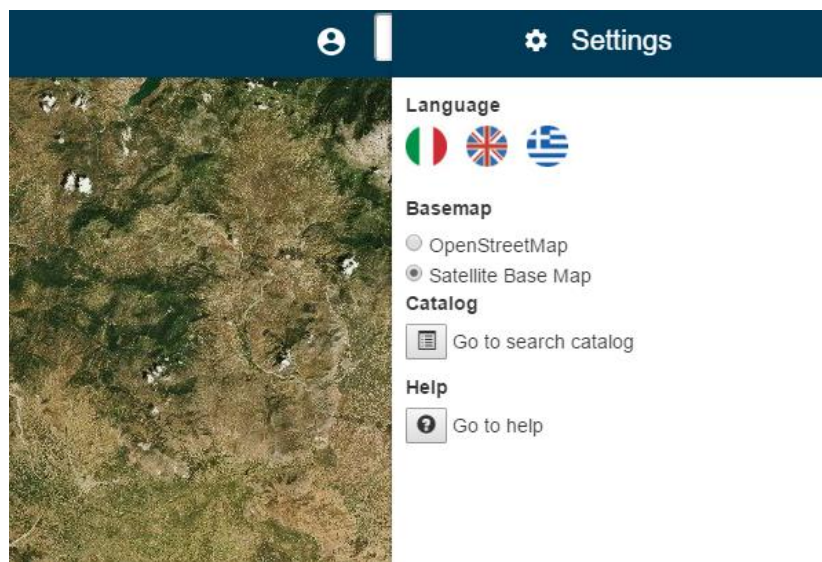 Settings
Language
Basemap
OpenStreetMap
Satellite Base Map
Catalog
Go to search catalog
Help
Go to help